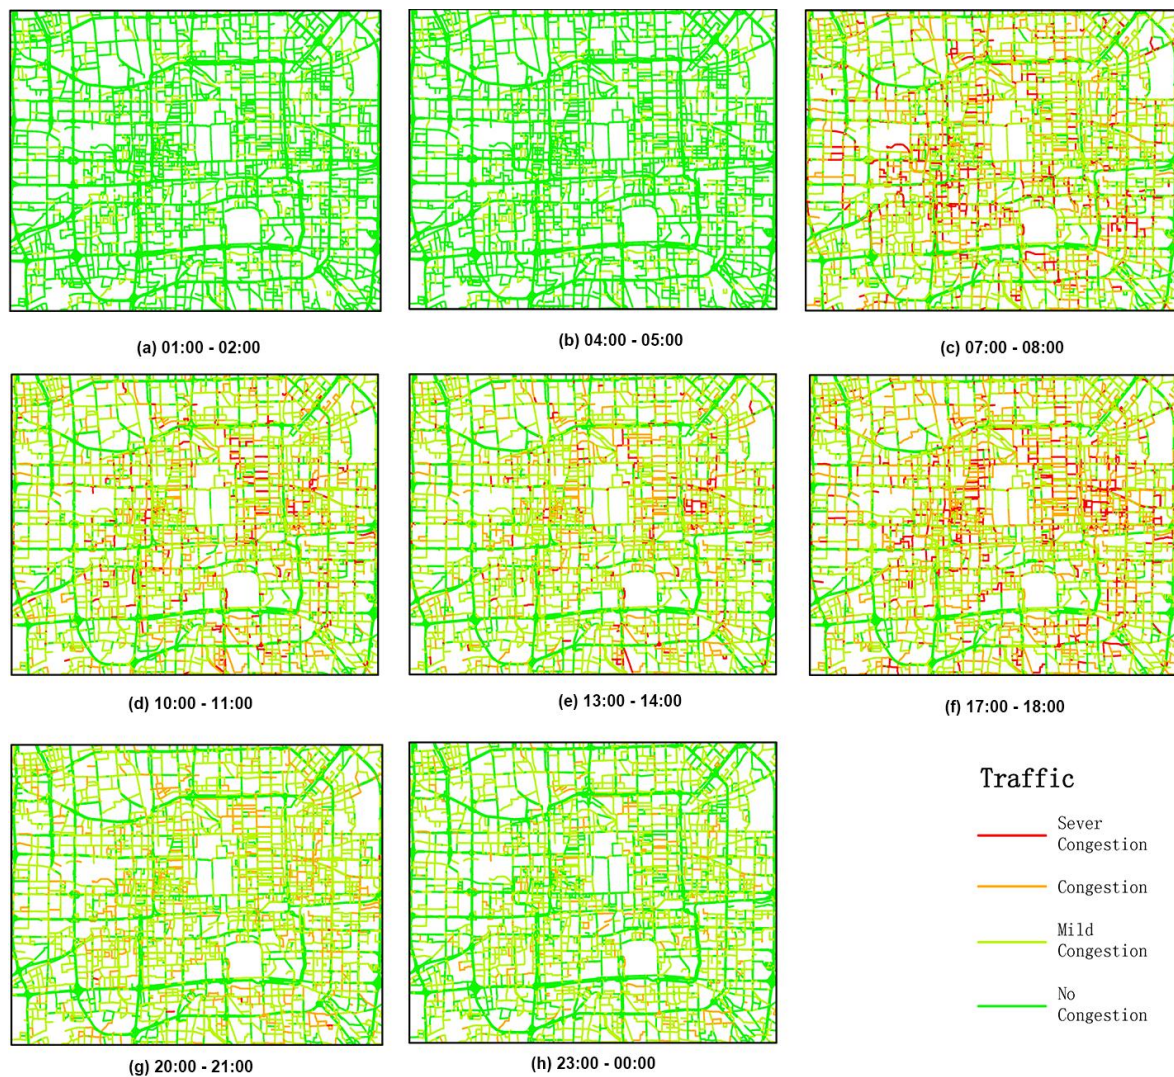 (a) 01:00 - 02:00
(b) 04:00 - 05:00
(c) 07:00 - 08:00
(d) 10:00 - 11:00
(e) 13:00 - 14:00
(f) 17:00 - 18:00
(g) 20:00 - 21:00
(h) 23:00 - 00:00
Traffic
Sever
Congestion
Congestion
Mild
Congestion
No
Congestion